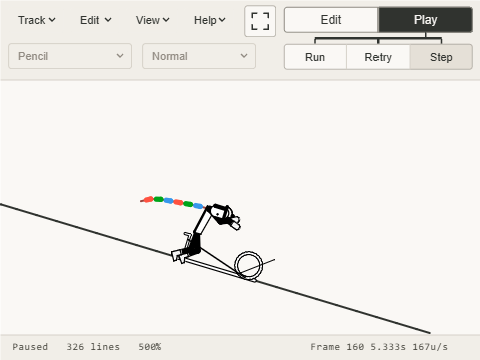 Track Edit View Help Edit Play
Pencil Normal Run Retry Step
Paused 326 lines 500% Frame 160 5.333s 167u/s